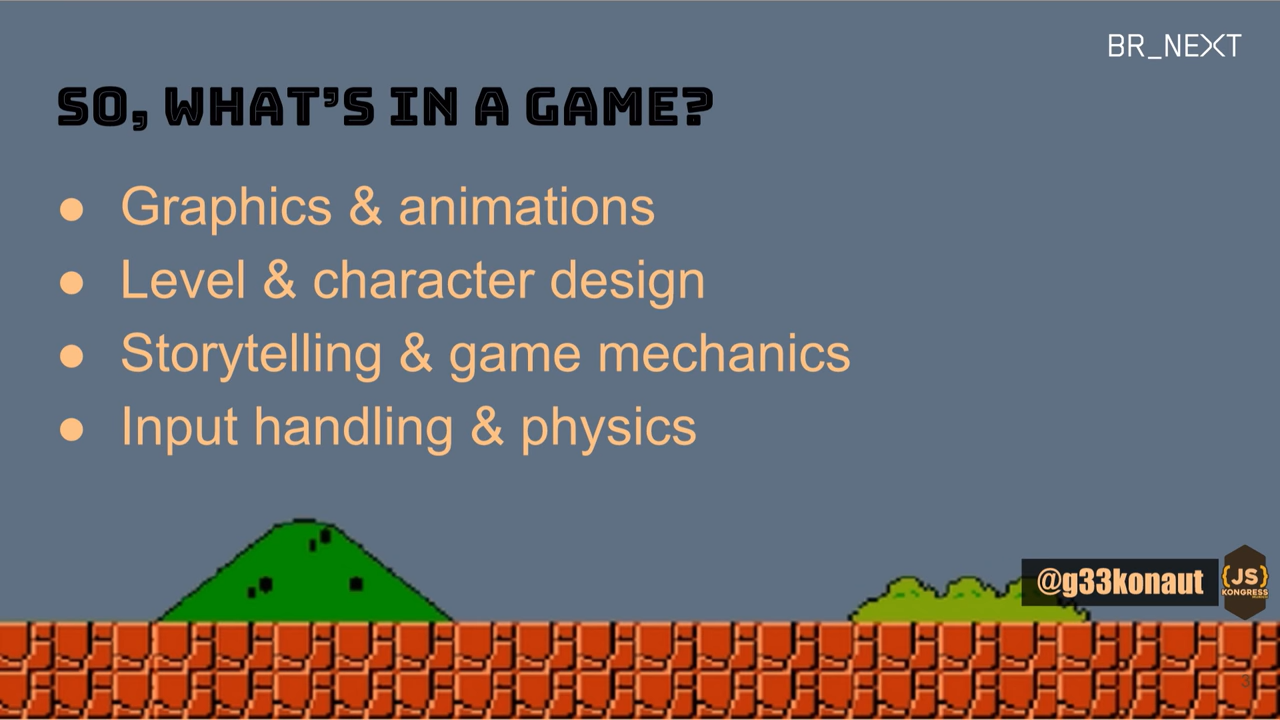 BR_NEXT
SO, WHAT'S IN A GAME?
● Graphics & animations
● Level & character design
● Storytelling & game mechanics
● Input handling & physics
@g33konaut
{JS}
KONGRESS
3